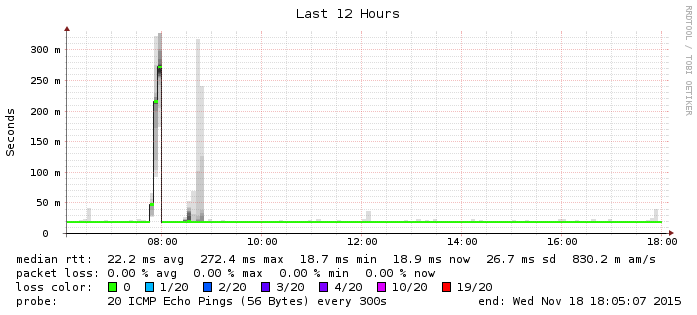 Last 12 Hours
RRDTOOL / TOBI OETIKER
Seconds
300 m
250 m
200 m
150 m
100 m
50 m
0
08:00 10:00 12:00 14:00 16:00 18:00
median rtt: 22.2 ms avg 272.4 ms max 18.7 ms min 18.9 ms now 26.7 ms sd 830.2 m am/s
packet loss: 0.00 % avg 0.00 % max 0.00 % min 0.00 % now
loss color: 0 1/20 2/20 3/20 4/20 10/20 19/20
probe: 20 ICMP Echo Pings (56 Bytes) every 300s end: Wed Nov 18 18:05:07 2015